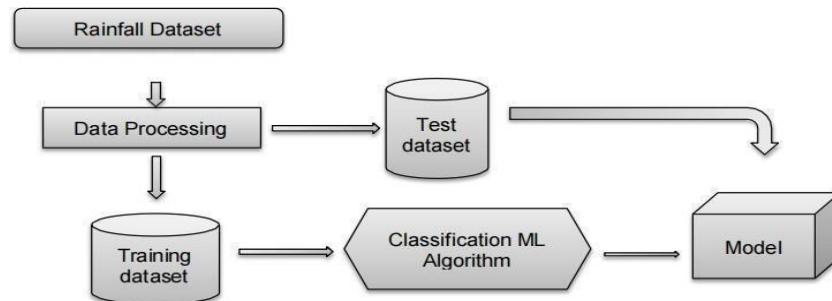 Rainfall Dataset
Data Processing
Test
dataset
Training
dataset
Classification ML
Algorithm
Model